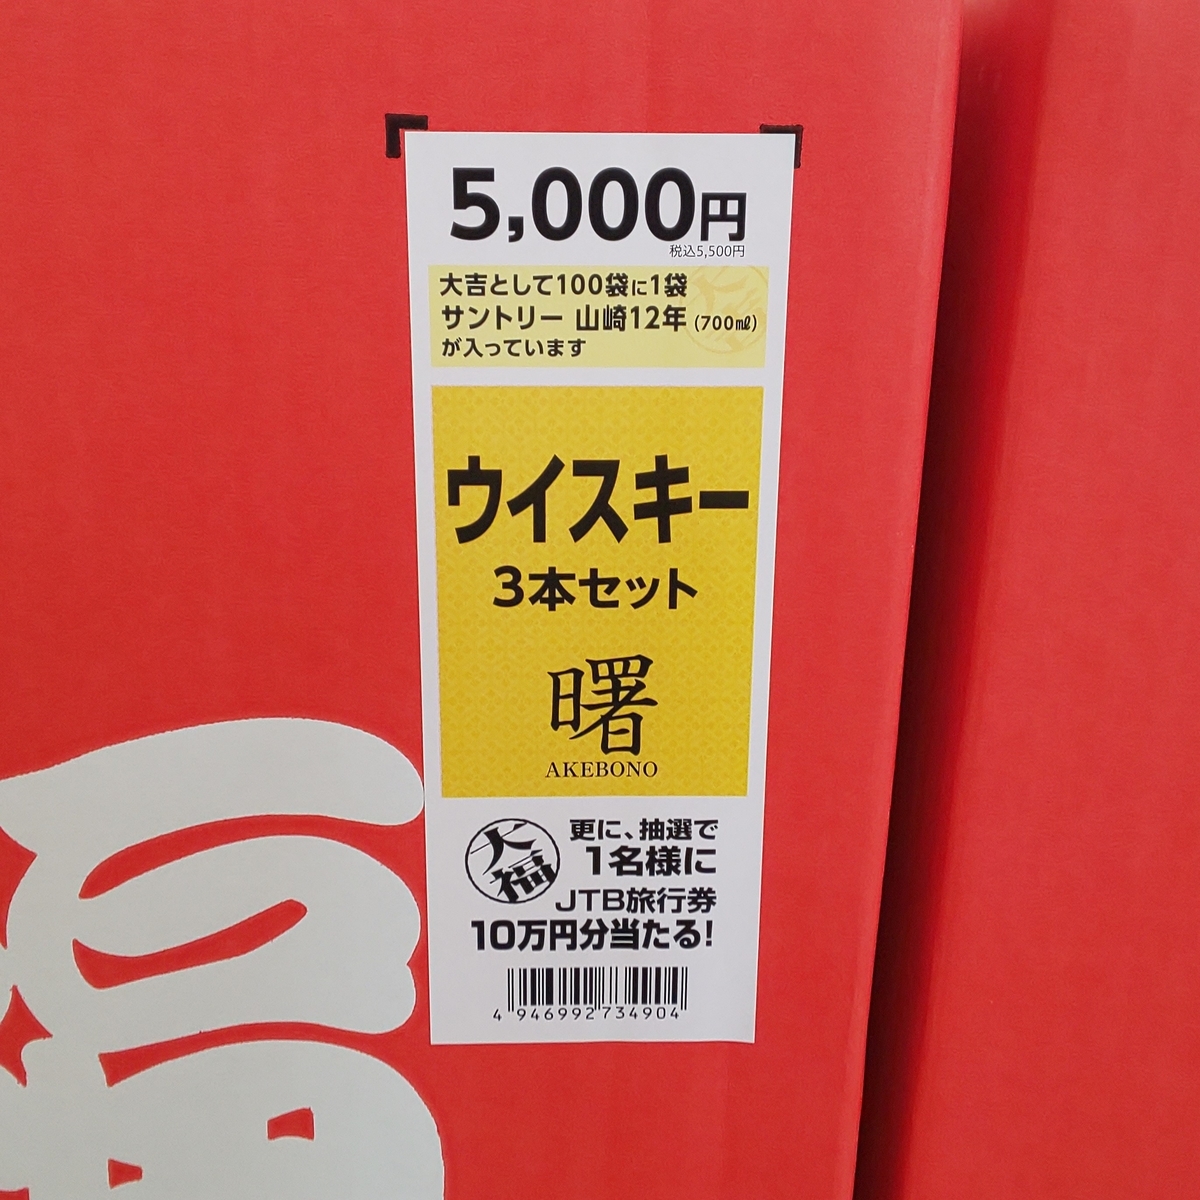 5,000円
税込5,500円
大吉として100袋に1袋
サントリー 山崎12年 (700㎖)
が入っています
ウイスキー
3本セット
曙
AKEBONO
大福
更に、抽選で
1名様に
JTB旅行券
10万円分当たる!
4 946992 734904